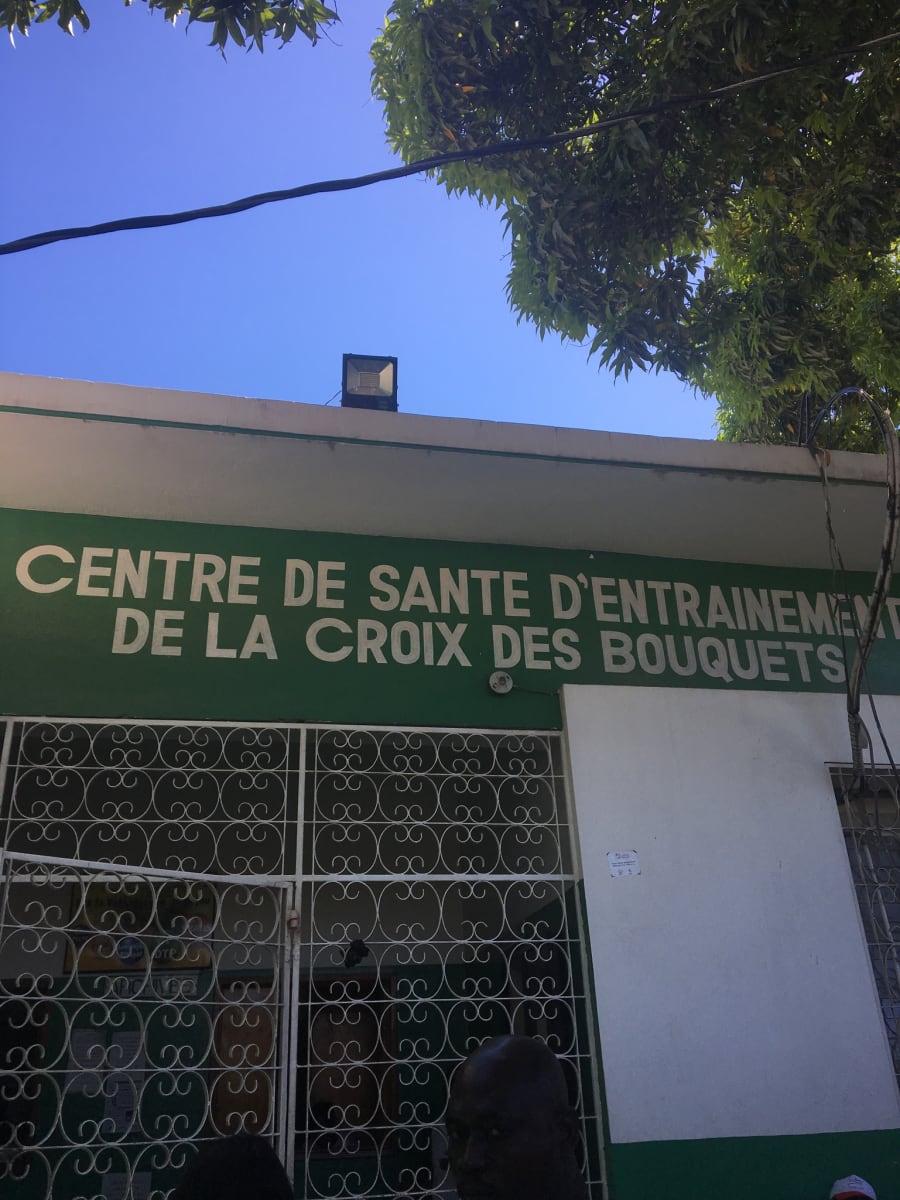 CENTRE DE SANTE D'ENTRAINEMENT
DE LA CROIX DES BOUQUETS